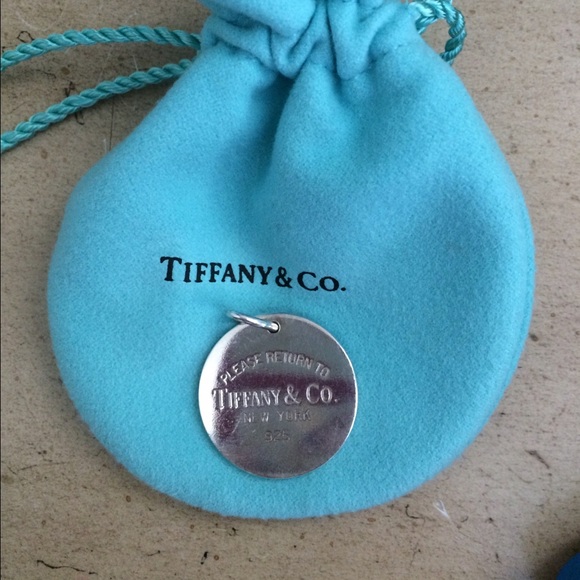 TIFFANY & CO.
PLEASE RETURN TO
TIFFANY & CO.
NEW YORK
925